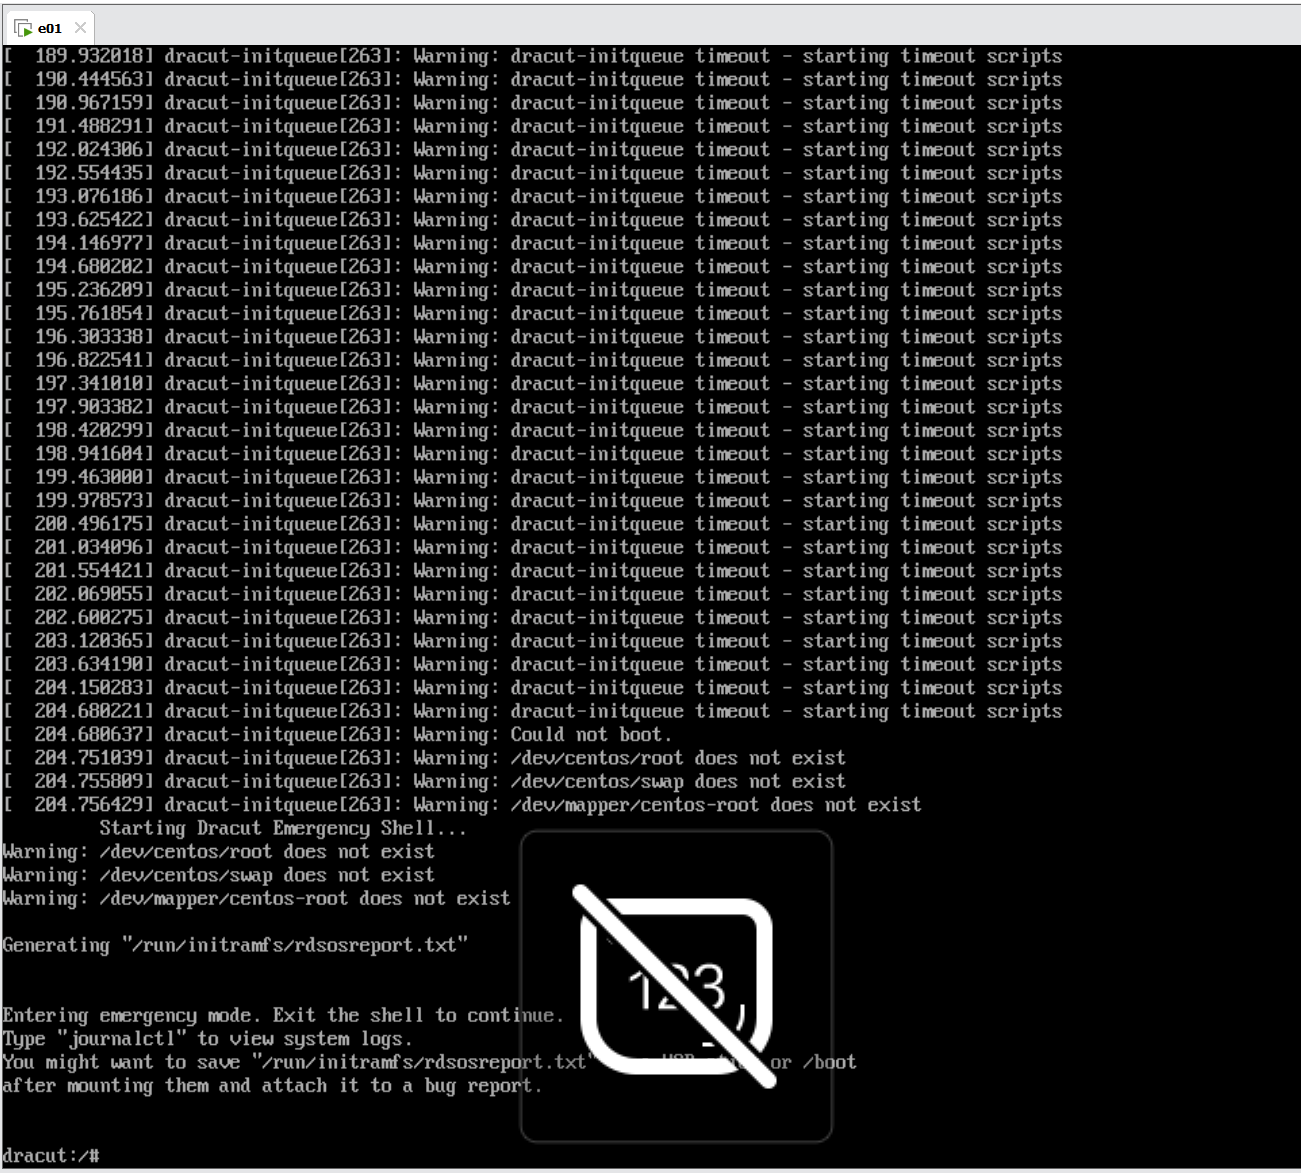 e01
[  189.932018] dracut-initqueue[263]: Warning: dracut-initqueue timeout - starting timeout scripts
[  190.444563] dracut-initqueue[263]: Warning: dracut-initqueue timeout - starting timeout scripts
[  190.967159] dracut-initqueue[263]: Warning: dracut-initqueue timeout - starting timeout scripts
[  191.488291] dracut-initqueue[263]: Warning: dracut-initqueue timeout - starting timeout scripts
[  192.024306] dracut-initqueue[263]: Warning: dracut-initqueue timeout - starting timeout scripts
[  192.554435] dracut-initqueue[263]: Warning: dracut-initqueue timeout - starting timeout scripts
[  193.076186] dracut-initqueue[263]: Warning: dracut-initqueue timeout - starting timeout scripts
[  193.625422] dracut-initqueue[263]: Warning: dracut-initqueue timeout - starting timeout scripts
[  194.146977] dracut-initqueue[263]: Warning: dracut-initqueue timeout - starting timeout scripts
[  194.680202] dracut-initqueue[263]: Warning: dracut-initqueue timeout - starting timeout scripts
[  195.236209] dracut-initqueue[263]: Warning: dracut-initqueue timeout - starting timeout scripts
[  195.761854] dracut-initqueue[263]: Warning: dracut-initqueue timeout - starting timeout scripts
[  196.303338] dracut-initqueue[263]: Warning: dracut-initqueue timeout - starting timeout scripts
[  196.822541] dracut-initqueue[263]: Warning: dracut-initqueue timeout - starting timeout scripts
[  197.341010] dracut-initqueue[263]: Warning: dracut-initqueue timeout - starting timeout scripts
[  197.903382] dracut-initqueue[263]: Warning: dracut-initqueue timeout - starting timeout scripts
[  198.420299] dracut-initqueue[263]: Warning: dracut-initqueue timeout - starting timeout scripts
[  198.941604] dracut-initqueue[263]: Warning: dracut-initqueue timeout - starting timeout scripts
[  199.463000] dracut-initqueue[263]: Warning: dracut-initqueue timeout - starting timeout scripts
[  199.978573] dracut-initqueue[263]: Warning: dracut-initqueue timeout - starting timeout scripts
[  200.496175] dracut-initqueue[263]: Warning: dracut-initqueue timeout - starting timeout scripts
[  201.034096] dracut-initqueue[263]: Warning: dracut-initqueue timeout - starting timeout scripts
[  201.554421] dracut-initqueue[263]: Warning: dracut-initqueue timeout - starting timeout scripts
[  202.069055] dracut-initqueue[263]: Warning: dracut-initqueue timeout - starting timeout scripts
[  202.600275] dracut-initqueue[263]: Warning: dracut-initqueue timeout - starting timeout scripts
[  203.120365] dracut-initqueue[263]: Warning: dracut-initqueue timeout - starting timeout scripts
[  203.634190] dracut-initqueue[263]: Warning: dracut-initqueue timeout - starting timeout scripts
[  204.150283] dracut-initqueue[263]: Warning: dracut-initqueue timeout - starting timeout scripts
[  204.680221] dracut-initqueue[263]: Warning: dracut-initqueue timeout - starting timeout scripts
[  204.680637] dracut-initqueue[263]: Warning: Could not boot.
[  204.751039] dracut-initqueue[263]: Warning: /dev/centos/root does not exist
[  204.755809] dracut-initqueue[263]: Warning: /dev/centos/swap does not exist
[  204.756429] dracut-initqueue[263]: Warning: /dev/mapper/centos-root does not exist
         Starting Dracut Emergency Shell...
Warning: /dev/centos/root does not exist
Warning: /dev/centos/swap does not exist
Warning: /dev/mapper/centos-root does not exist
Generating "/run/initramfs/rdsosreport.txt"
123
Entering emergency mode. Exit the shell to continue.
Type "journalctl" to view system logs.
You might want to save "/run/initramfs/rdsosreport.txt" or /boot
after mounting them and attach it to a bug report.
dracut:/#